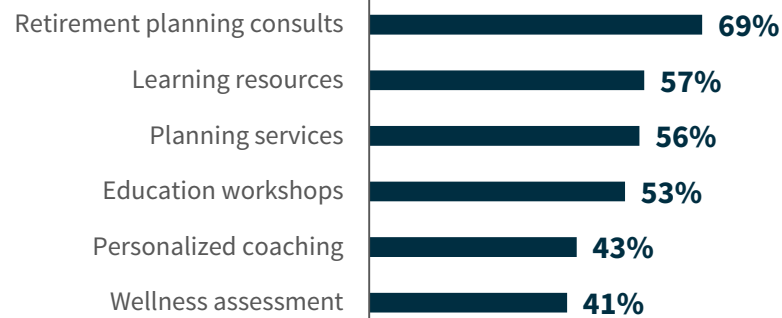 Retirement planning consults 69%
Learning resources 57%
Planning services 56%
Education workshops 53%
Personalized coaching 43%
Wellness assessment 41%